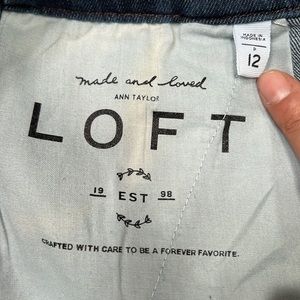 made and loved
ANN TAYLOR
LOFT
19 EST 98
CRAFTED WITH CARE TO BE A FOREVER FAVORITE.
MADE IN
INDONESIA
P
12